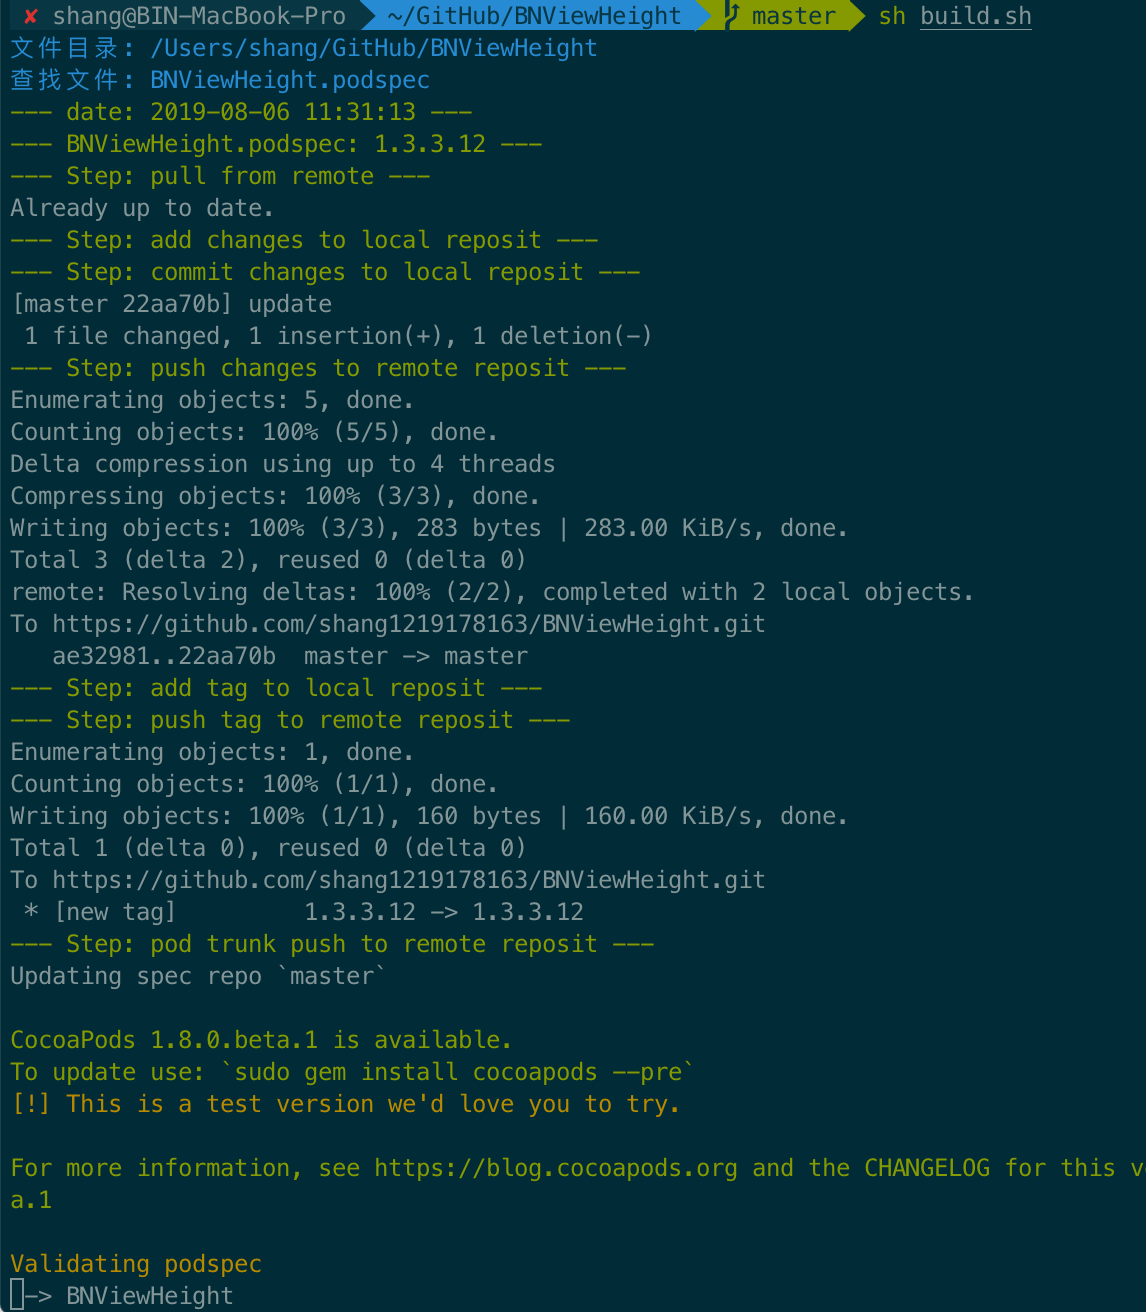 ✘ shang@BIN-MacBook-Pro ~/GitHub/BNViewHeight master sh build.sh
文件目录: /Users/shang/GitHub/BNViewHeight
查找文件: BNViewHeight.podspec
--- date: 2019-08-06 11:31:13 ---
--- BNViewHeight.podspec: 1.3.3.12 ---
--- Step: pull from remote ---
Already up to date.
--- Step: add changes to local reposit ---
--- Step: commit changes to local reposit ---
[master 22aa70b] update
 1 file changed, 1 insertion(+), 1 deletion(-)
--- Step: push changes to remote reposit ---
Enumerating objects: 5, done.
Counting objects: 100% (5/5), done.
Delta compression using up to 4 threads
Compressing objects: 100% (3/3), done.
Writing objects: 100% (3/3), 283 bytes | 283.00 KiB/s, done.
Total 3 (delta 2), reused 0 (delta 0)
remote: Resolving deltas: 100% (2/2), completed with 2 local objects.
To https://github.com/shang1219178163/BNViewHeight.git
   ae32981..22aa70b  master -> master
--- Step: add tag to local reposit ---
--- Step: push tag to remote reposit ---
Enumerating objects: 1, done.
Counting objects: 100% (1/1), done.
Writing objects: 100% (1/1), 160 bytes | 160.00 KiB/s, done.
Total 1 (delta 0), reused 0 (delta 0)
To https://github.com/shang1219178163/BNViewHeight.git
 * [new tag]         1.3.3.12 -> 1.3.3.12
--- Step: pod trunk push to remote reposit ---
Updating spec repo `master`
CocoaPods 1.8.0.beta.1 is available.
To update use: `sudo gem install cocoapods --pre`
[!] This is a test version we'd love you to try.
For more information, see https://blog.cocoapods.org and the CHANGELOG for this
a.1
Validating podspec
-> BNViewHeight